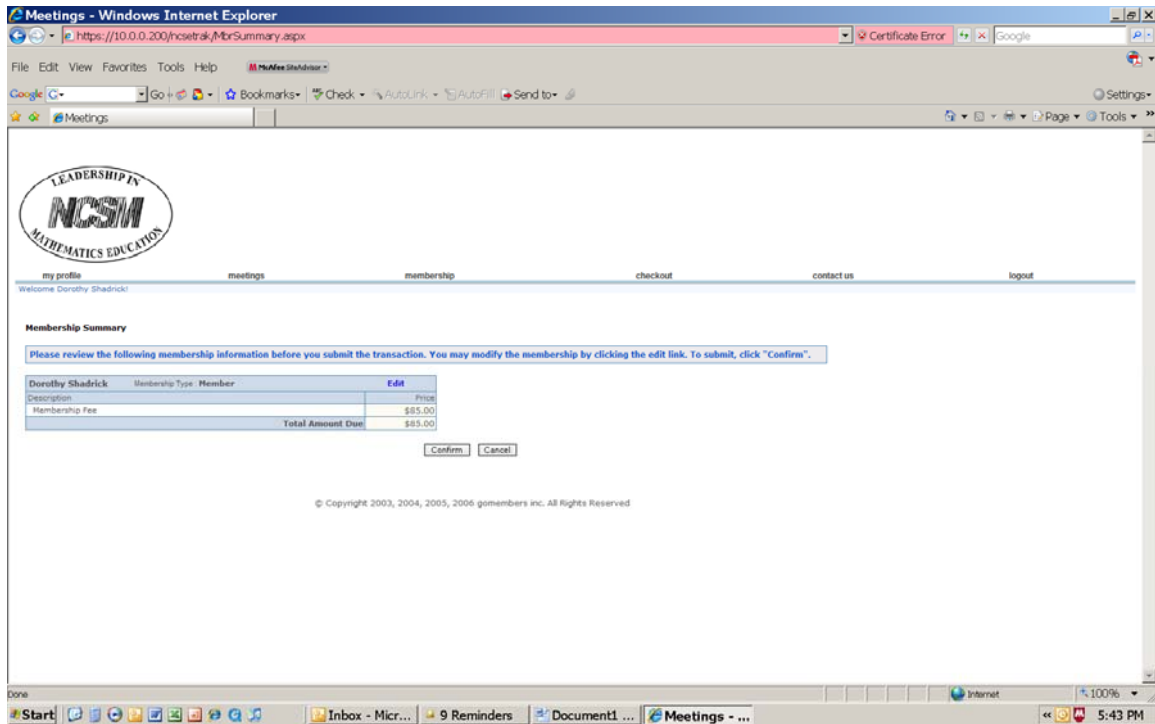 Meetings - Windows Internet Explorer
https://10.0.0.200/ncsetrak/MbrSummary.aspx Certificate Error Google
File Edit View Favorites Tools Help McAfee SiteAdvisor
Google G Go Bookmarks Check AutoLink AutoFill Send to Settings
Meetings Page Tools
LEADERSHIP IN
NCSM
MATHEMATICS EDUCATION
my profile meetings membership checkout contact us logout
Welcome Dorothy Shadrick!
Membership Summary
Please review the following membership information before you submit the transaction. You may modify the membership by clicking the edit link. To submit, click "Confirm".
Dorothy Shadrick Membership Type Member Edit
Description Price
Membership Fee $85.00
Total Amount Due $85.00
Confirm Cancel
© Copyright 2003, 2004, 2005, 2006 gomembers inc. All Rights Reserved
Done Internet 100%
Start Inbox - Micr... 9 Reminders Document1 ... Meetings - ... 5:43 PM